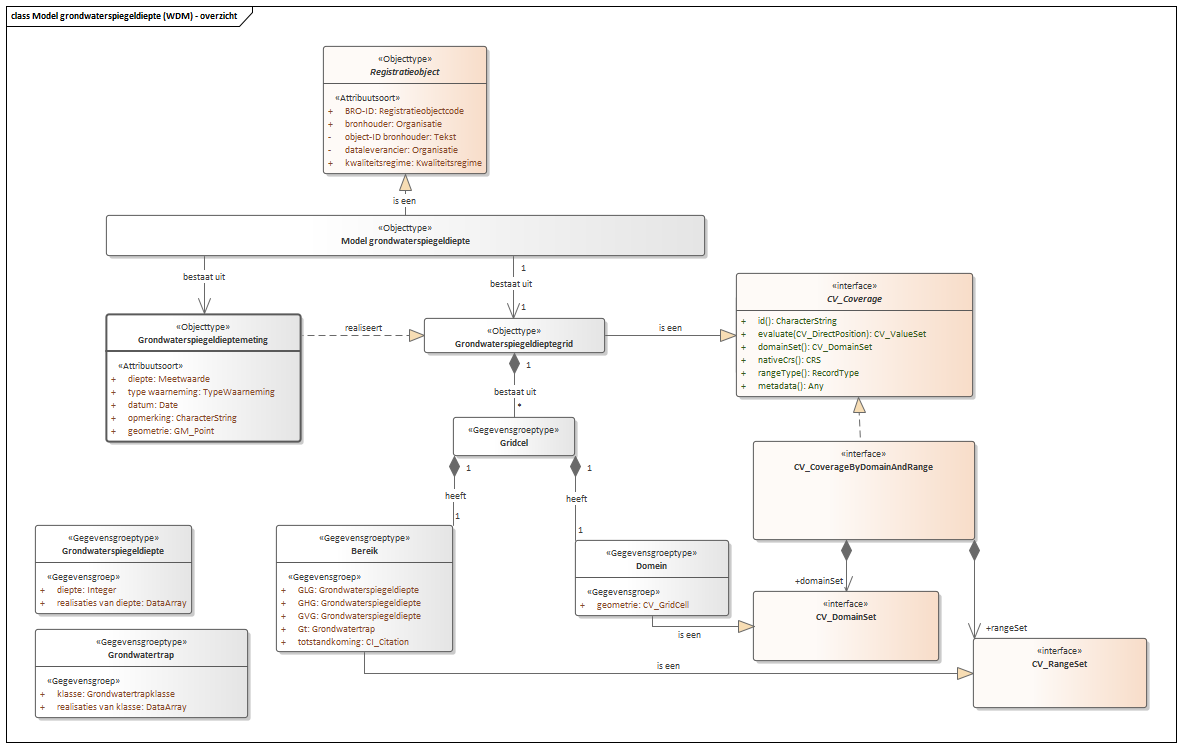 class Model grondwaterspiegeldiepte (WDM) - overzicht
«Objecttype»
Registratieobject
«Attribuutsoort»
+ BRO-ID: Registratieobjectcode
+ bronhouder: Organisatie
- object-ID bronhouder: Tekst
- dataleverancier: Organisatie
+ kwaliteitsregime: Kwaliteitsregime
is een
«Objecttype»
Model grondwaterspiegeldiepte
bestaat uit
1
bestaat uit
1
«Objecttype»
Grondwaterspiegeldieptemeting
«Attribuutsoort»
+ diepte: Meetwaarde
+ type waarneming: TypeWaarneming
+ datum: Date
+ opmerking: CharacterString
+ geometrie: GM_Point
realiseert
«Objecttype»
Grondwaterspiegeldieptegrid
is een
«interface»
CV_Coverage
+ id(): CharacterString
+ evaluate(CV_DirectPosition): CV_ValueSet
+ domainSet(): CV_DomainSet
+ nativeCrs(): CRS
+ rangeType(): RecordType
+ metadata(): Any
1
bestaat uit
*
«Gegevensgroeptype»
Gridcel
1
heeft
1
1
heeft
1
«interface»
CV_CoverageByDomainAndRange
«Gegevensgroeptype»
Grondwaterspiegeldiepte
«Gegevensgroep»
+ diepte: Integer
+ realisaties van diepte: DataArray
«Gegevensgroeptype»
Bereik
«Gegevensgroep»
+ GLG: Grondwaterspiegeldiepte
+ GHG: Grondwaterspiegeldiepte
+ GVG: Grondwaterspiegeldiepte
+ Gt: Grondwatertrap
+ totstandkoming: CI_Citation
«Gegevensgroeptype»
Domein
«Gegevensgroep»
+ geometrie: CV_GridCell
is een
+domainSet
«interface»
CV_DomainSet
+rangeSet
«interface»
CV_RangeSet
is een
«Gegevensgroeptype»
Grondwatertrap
«Gegevensgroep»
+ klasse: Grondwatertrapklasse
+ realisaties van klasse: DataArray